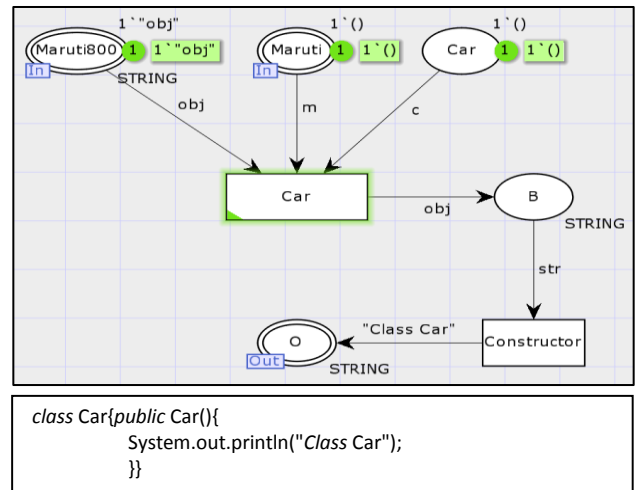 1`"obj" 1`() 1`()
Maruti800 1 1`"obj" Maruti 1 1`() Car 1 1`()
In In
STRING
obj m c
Car obj B
STRING
str
"Class Car"
O Constructor
Out STRING
class Car{public Car(){
System.out.println("Class Car");
}}